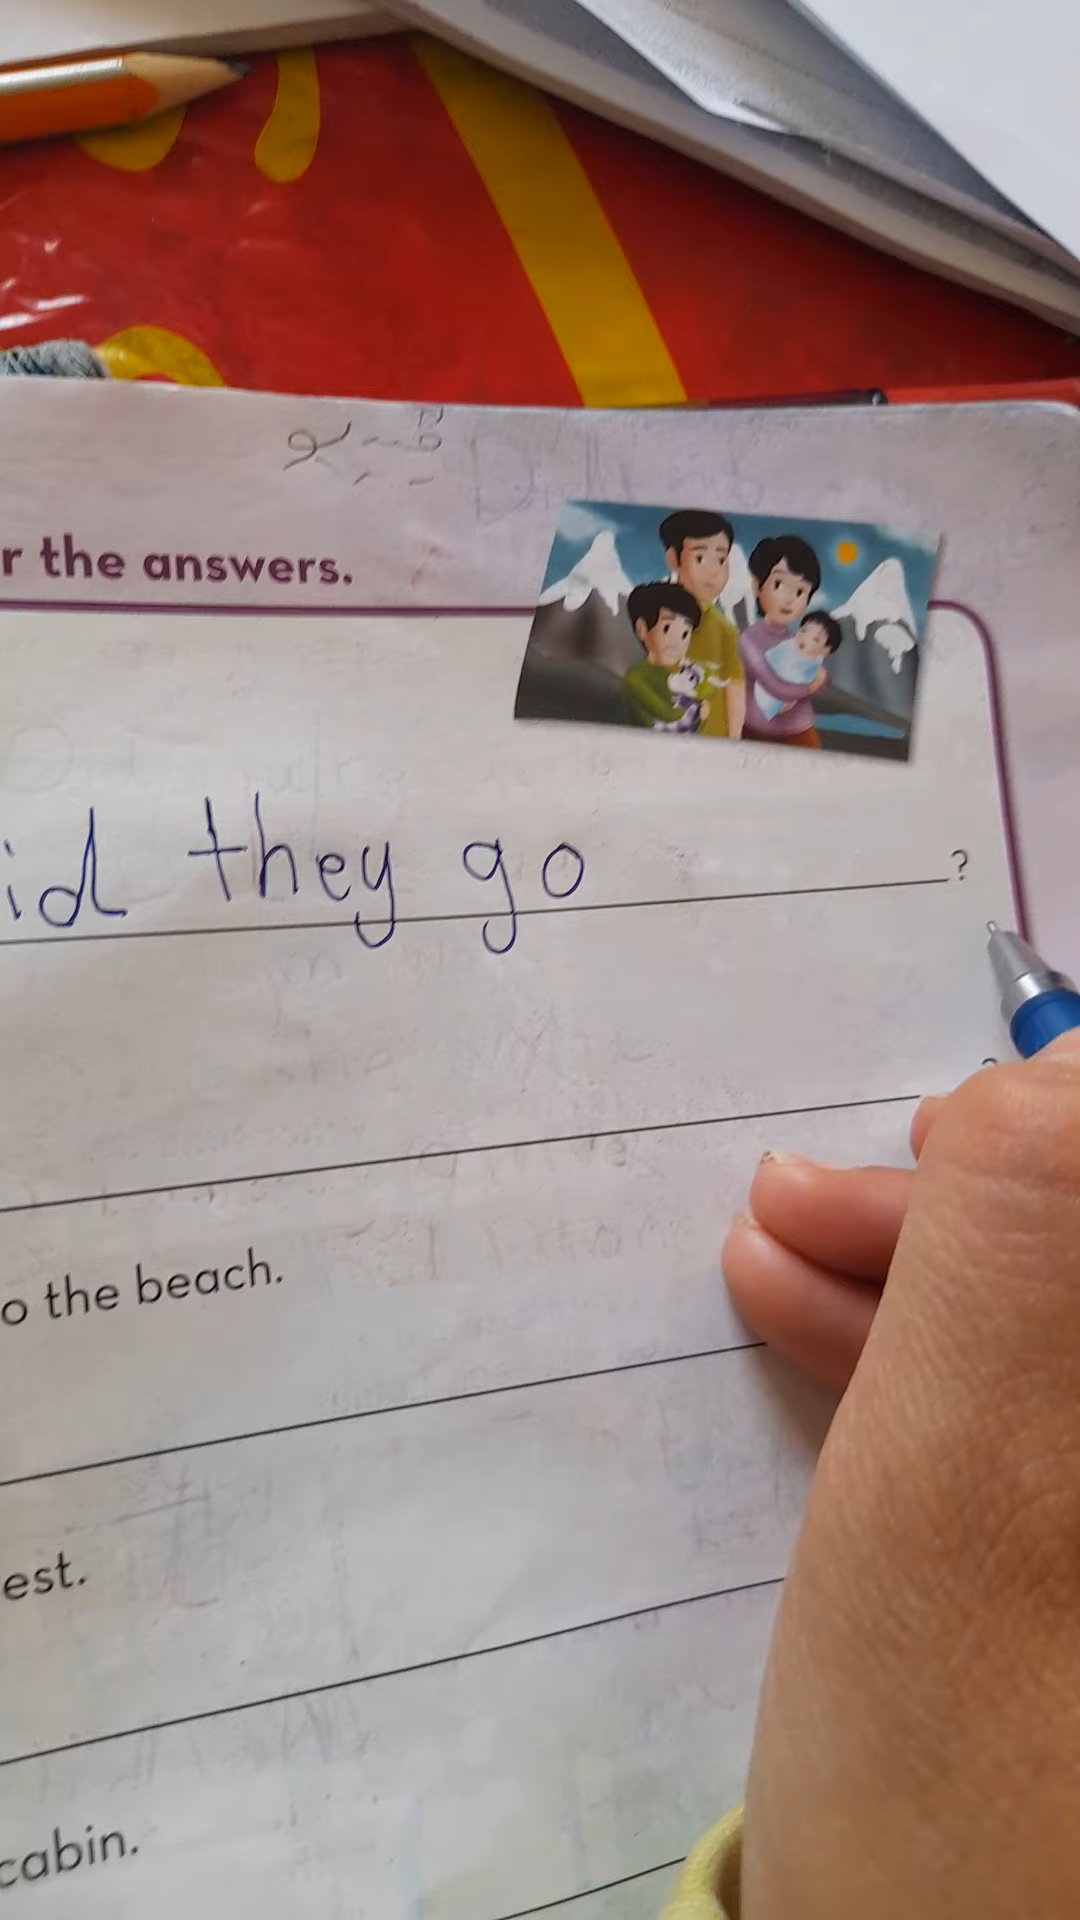 r the answers.
id they go ?
?
o the beach.
est.
cabin.